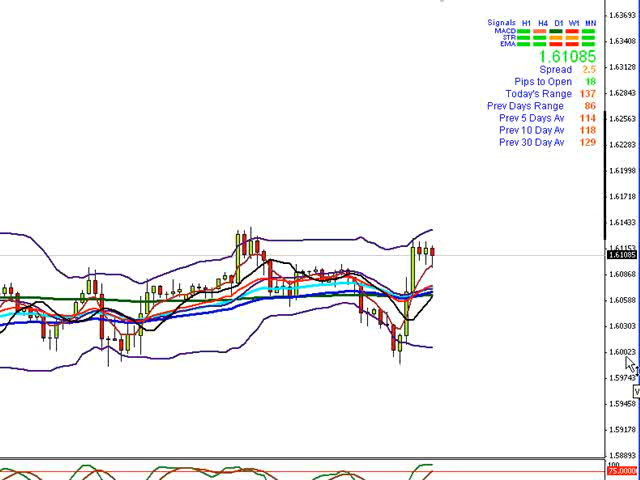 Signals H1 H4 D1 W1 MN
MACD
STR
EMA
1.61085
Spread 2.5
Pips to Open 18
Today's Range 137
Prev Days Range 86
Prev 5 Days Av 114
Prev 10 Day Av 118
Prev 30 Day Av 129
1.63693
1.63408
1.63128
1.62843
1.62563
1.62283
1.61998
1.61718
1.61433
1.61153
1.61085
1.60868
1.60588
1.60303
1.60023
1.59743
1.59458
1.59178
1.58893
100
75.0000